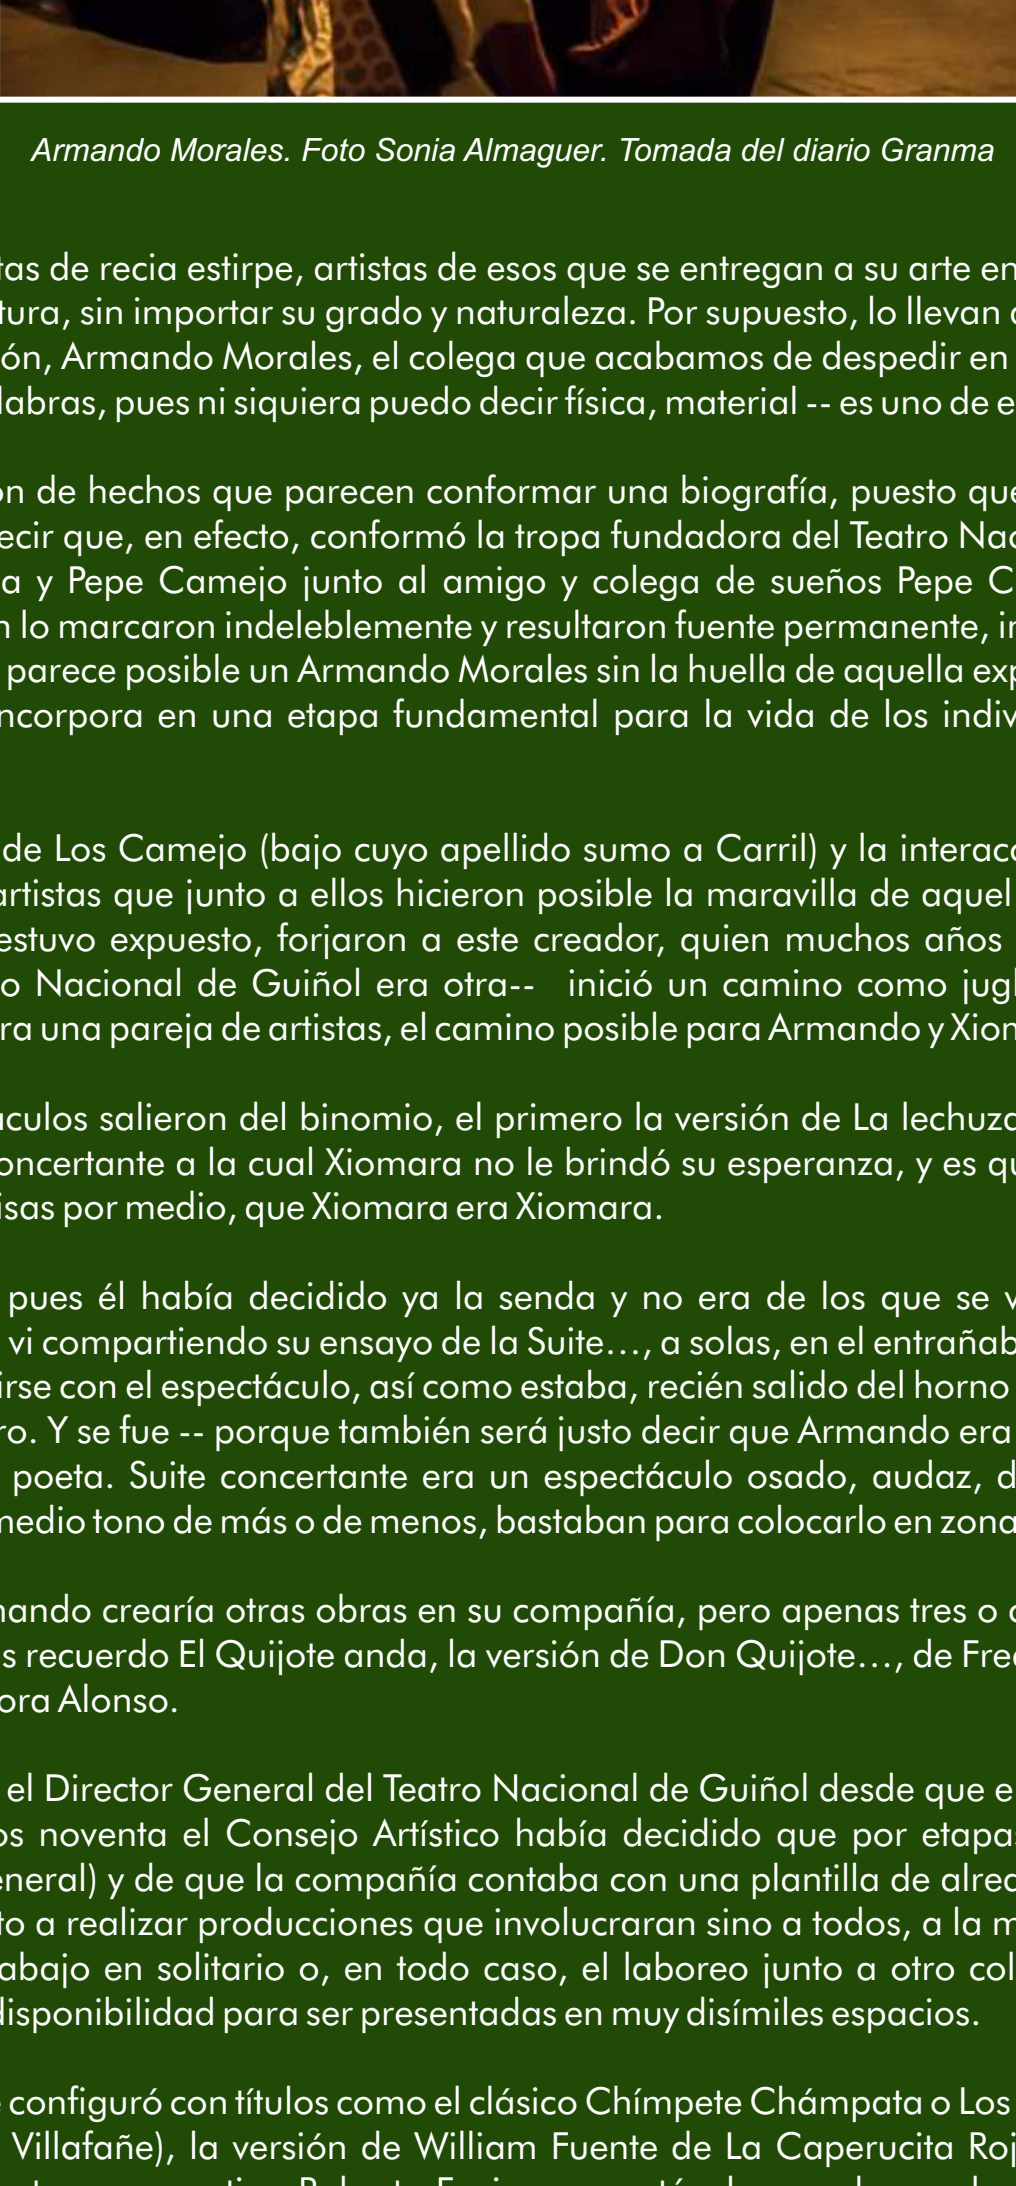 Armando Morales. Foto Sonia Almaguer. Tomada del diario Granma
tas de recia estirpe, artistas de esos que se entregan a su arte en
tura, sin importar su grado y naturaleza. Por supuesto, lo llevan
ón, Armando Morales, el colega que acabamos de despedir en
labras, pues ni siquiera puedo decir física, material -- es uno de e
on de hechos que parecen conformar una biografía, puesto que
ecir que, en efecto, conformó la tropa fundadora del Teatro Nac
a y Pepe Camejo junto al amigo y colega de sueños Pepe C
n lo marcaron indeleblemente y resultaron fuente permanente, in
parece posible un Armando Morales sin la huella de aquella exp
ncorpora en una etapa fundamental para la vida de los indiv
de Los Camejo (bajo cuyo apellido sumo a Carril) y la interacc
artistas que junto a ellos hicieron posible la maravilla de aquel
estuvo expuesto, forjaron a este creador, quien muchos años
o Nacional de Guiñol era otra-- inició un camino como jugl
ra una pareja de artistas, el camino posible para Armando y Xiom
áculos salieron del binomio, el primero la versión de La lechuza
oncertante a la cual Xiomara no le brindó su esperanza, y es qu
isas por medio, que Xiomara era Xiomara.
pues él había decidido ya la senda y no era de los que se v
vi compartiendo su ensayo de la Suite…, a solas, en el entrañab
irse con el espectáculo, así como estaba, recién salido del horno
ro. Y se fue -- porque también será justo decir que Armando era
poeta. Suite concertante era un espectáculo osado, audaz, d
medio tono de más o de menos, bastaban para colocarlo en zona
mando crearía otras obras en su compañía, pero apenas tres o
s recuerdo El Quijote anda, la versión de Don Quijote…, de Fre
ora Alonso.
el Director General del Teatro Nacional de Guiñol desde que e
os noventa el Consejo Artístico había decidido que por etapas
eneral) y de que la compañía contaba con una plantilla de alred
to a realizar producciones que involucraran sino a todos, a la m
abajo en solitario o, en todo caso, el laboreo junto a otro col
disponibilidad para ser presentadas en muy disímiles espacios.
configuró con títulos como el clásico Chímpete Chámpata o Los
Villafañe), la versión de William Fuente de La Caperucita Roj